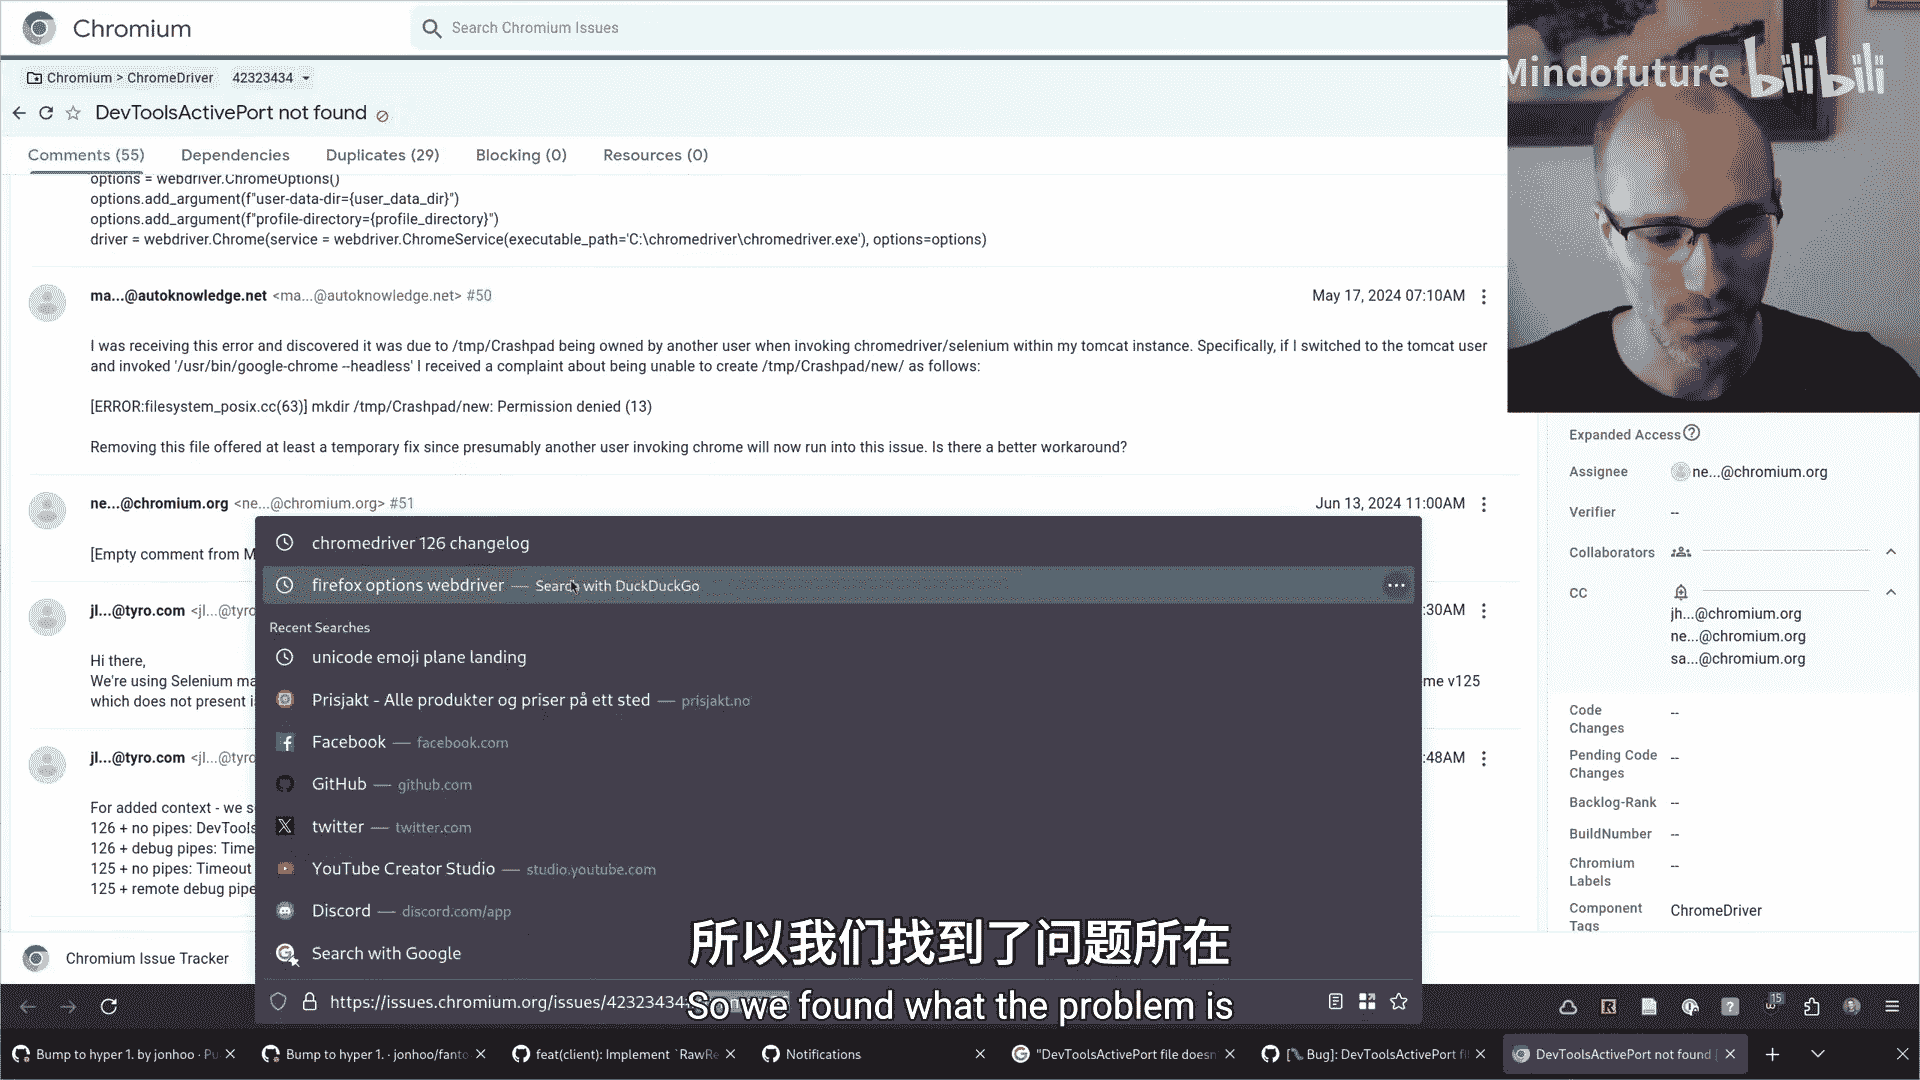 Chromium
Search Chromium Issues
Mindofuture bilibili
Chromium > ChromeDriver 42323434
DevToolsActivePort not found
Comments (55) Dependencies Duplicates (29) Blocking (0) Resources (0)
options = webdriver.ChromeOptions()
options.add_argument(f"user-data-dir={user_data_dir}")
options.add_argument(f"profile-directory={profile_directory}")
driver = webdriver.Chrome(service = webdriver.ChromeService(executable_path='C:\chromedriver\chromedriver.exe'), options=options)
ma...@autoknowledge.net <ma...@autoknowledge.net> #50 May 17, 2024 07:10AM
I was receiving this error and discovered it was due to /tmp/Crashpad being owned by another user when invoking chromedriver/selenium within my tomcat instance. Specifically, if I switched to the tomcat user
and invoked '/usr/bin/google-chrome --headless' I received a complaint about being unable to create /tmp/Crashpad/new/ as follows:
[ERROR:filesystem_posix.cc(63)] mkdir /tmp/Crashpad/new: Permission denied (13)
Removing this file offered at least a temporary fix since presumably another user invoking chrome will now run into this issue. Is there a better workaround?
ne...@chromium.org <ne...@chromium.org> #51 Jun 13, 2024 11:00AM
[Empty comment from M
jl...@tyro.com <jl...@tyro :30AM
Hi there,
We're using Selenium ma me v125
which does not present i
jl...@tyro.com <jl...@tyro :48AM
For added context - we s
126 + no pipes: DevTools
126 + debug pipes: Time
125 + no pipes: Timeout
125 + remote debug pipe
Expanded Access
Assignee ne...@chromium.org
Verifier --
Collaborators
CC
jh...@chromium.org
ne...@chromium.org
sa...@chromium.org
Code Changes --
Pending Code Changes --
Backlog-Rank --
BuildNumber --
Chromium Labels --
Component Tags ChromeDriver
chromedriver 126 changelog
firefox options webdriver — Search with DuckDuckGo
Recent Searches
unicode emoji plane landing
Prisjakt - Alle produkter og priser på ett sted — prisjakt.no
Facebook — facebook.com
GitHub — github.com
twitter — twitter.com
YouTube Creator Studio — studio.youtube.com
Discord — discord.com/app
Search with Google
Chromium Issue Tracker
https://issues.chromium.org/issues/42323434
所以我们找到了问题所在
So we found what the problem is
15
Bump to hyper 1. by jonhoo · Pu
Bump to hyper 1. · jonhoo/fanto
feat(client): Implement `RawRe
Notifications
"DevToolsActivePort file doesn
[🐛 Bug]: DevToolsActivePort fi
DevToolsActivePort not found